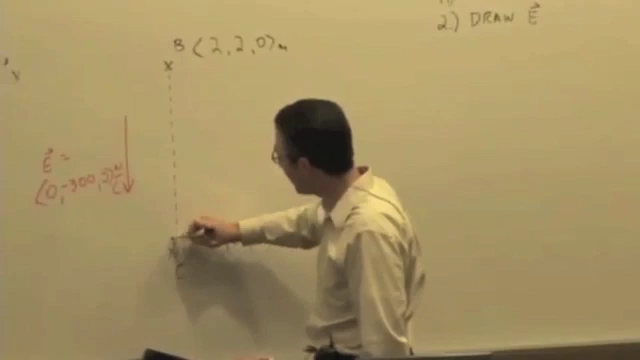 2.) DRAW E⃗
B ⟨2, 2, 0⟩ m
x
E⃗ =
⟨0, -300, 0⟩ N/C